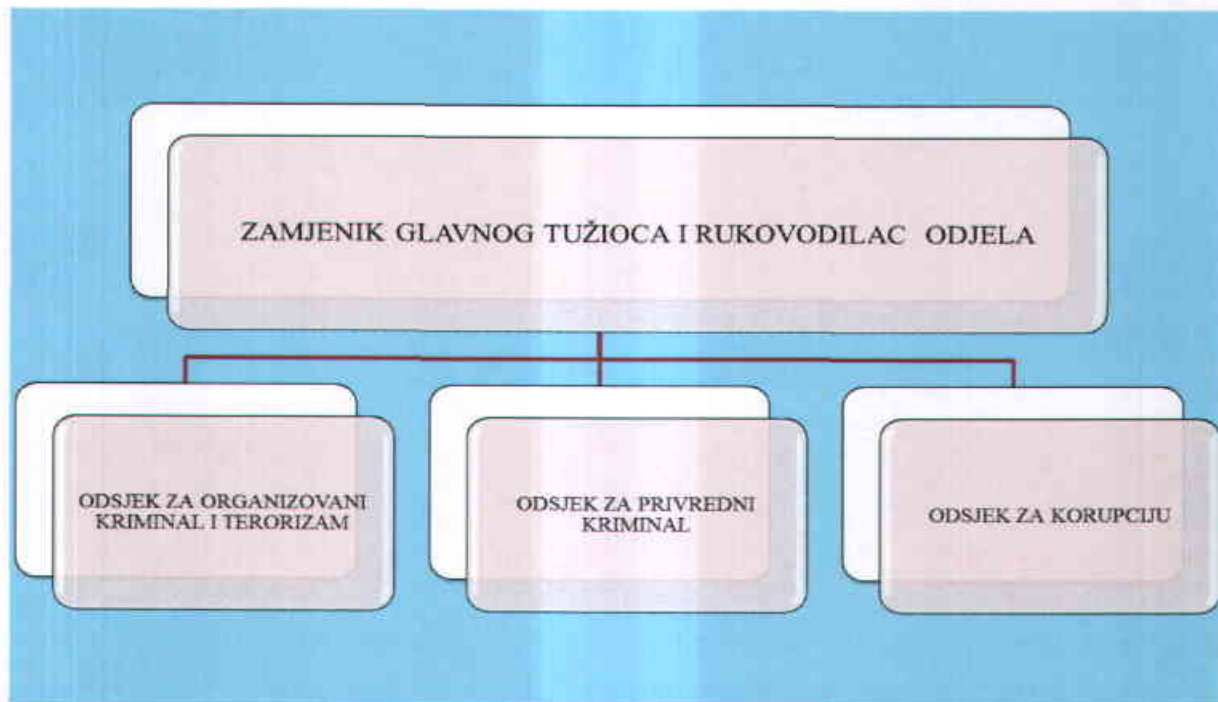 ZAMJENIK GLAVNOG TUŽIOCA I RUKOVODILAC ODJELA
ODSJEK ZA ORGANIZOVANI
KRIMINAL I TERORIZAM
ODSJEK ZA PRIVREDNI
KRIMINAL
ODSJEK ZA KORUPCIJU